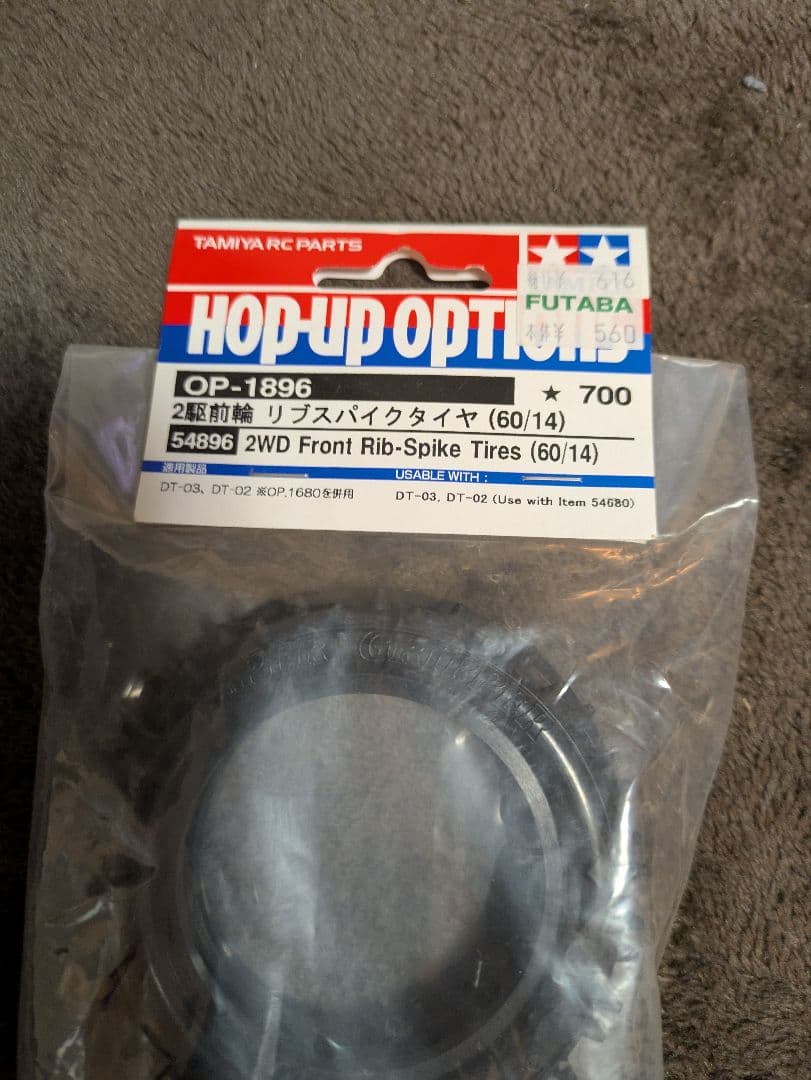 TAMIYA RC PARTS
616
FUTABA
本体¥ 560
HOP-UP OPTIONS
OP-1896
★ 700
2駆前輪 リブスパイクタイヤ (60/14)
54896 2WD Front Rib-Spike Tires (60/14)
適用製品
USABLE WITH :
DT-03、DT-02 ※OP.1680を併用
DT-03, DT-02 (Use with Item 54680)